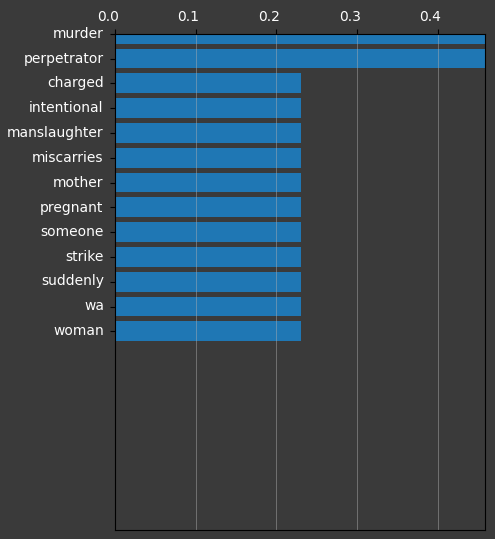 0.0 0.1 0.2 0.3 0.4
murder
perpetrator
charged
intentional
manslaughter
miscarries
mother
pregnant
someone
strike
suddenly
wa
woman